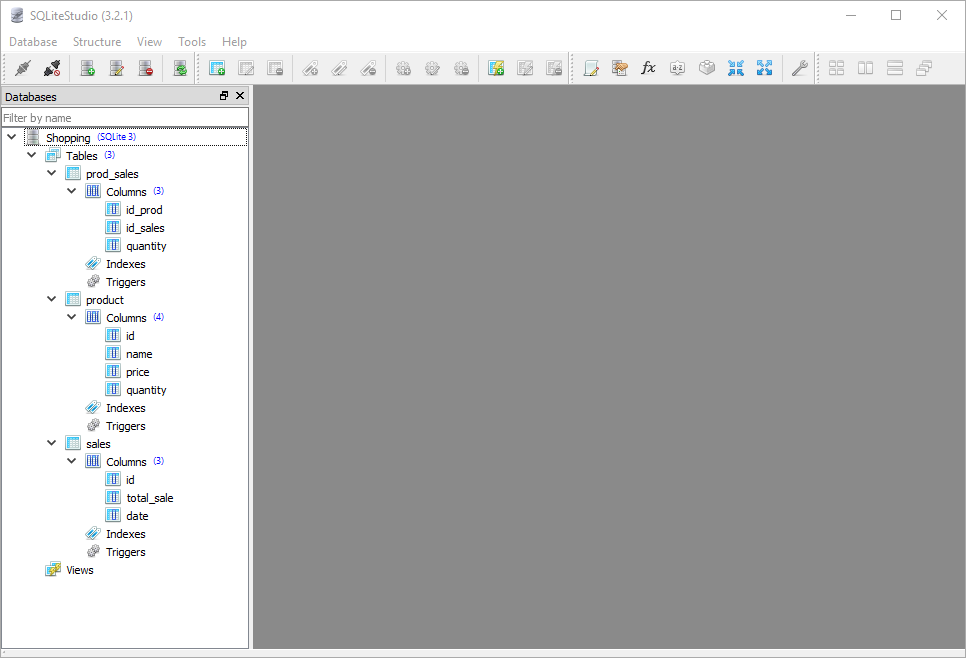 SQLiteStudio (3.2.1)
Database Structure View Tools Help
fx a-z
Databases
Filter by name
Shopping (SQLite 3)
Tables (3)
prod_sales
Columns (3)
id_prod
id_sales
quantity
Indexes
Triggers
product
Columns (4)
id
name
price
quantity
Indexes
Triggers
sales
Columns (3)
id
total_sale
date
Indexes
Triggers
Views